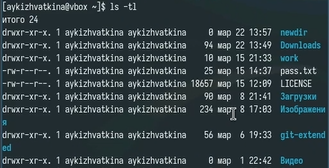 [aykizhvatkina@vbox ~]$ ls -tl
итого 24
drwxr-xr-x. 1 aykizhvatkina aykizhvatkina 0 мар 22 13:57 newdir
drwxr-xr-x. 1 aykizhvatkina aykizhvatkina 94 мар 22 13:49 Downloads
drwxr-xr-x. 1 aykizhvatkina aykizhvatkina 10 мар 15 21:33 work
-rw-r--r--. 1 aykizhvatkina aykizhvatkina 25 мар 15 14:37 pass.txt
-rw-r--r--. 1 aykizhvatkina aykizhvatkina 18657 мар 15 12:09 LICENSE
drwxr-xr-x. 1 aykizhvatkina aykizhvatkina 90 мар 8 21:41 Загрузки
drwxr-xr-x. 1 aykizhvatkina aykizhvatkina 234 мар 8 17:03 Изображени
я
drwxr-xr-x. 1 aykizhvatkina aykizhvatkina 56 мар 6 19:33 git-extend
ed
drwxr-xr-x. 1 aykizhvatkina aykizhvatkina 0 мар 1 22:42 Видео